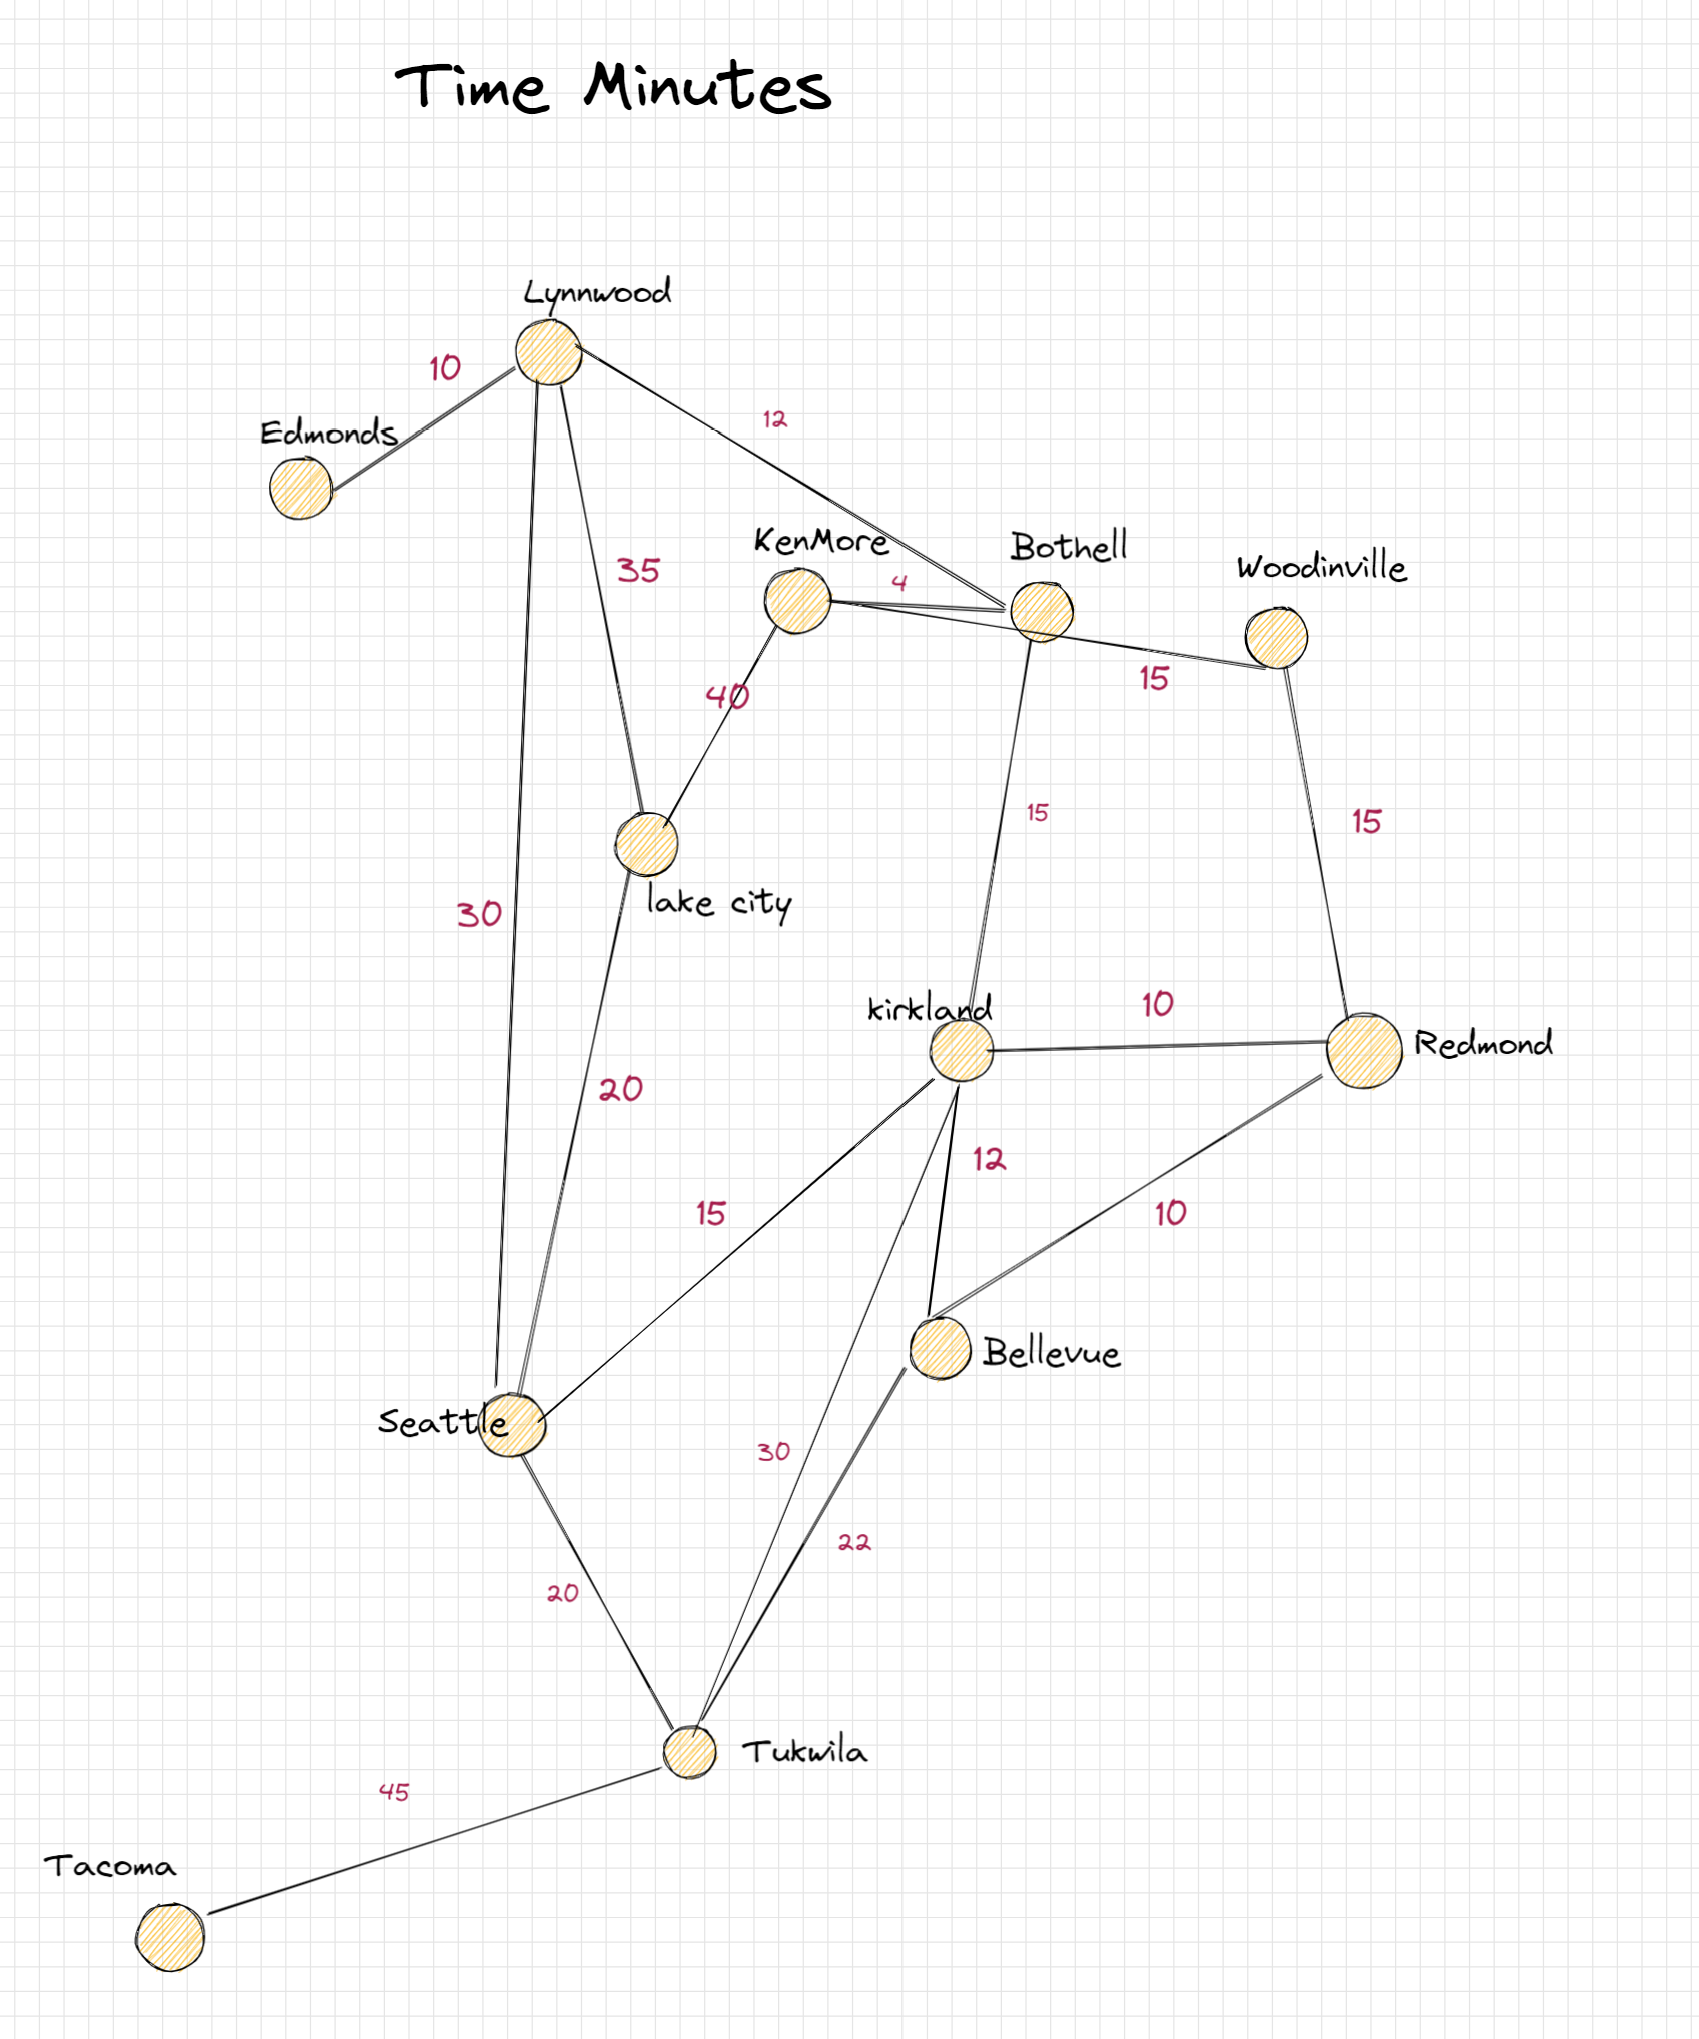 Time Minutes
Lynnwood
10
12
Edmonds
KenMore
Bothell
Woodinville
35
4
15
40
15
15
lake city
30
kirkland
10
Redmond
20
12
15
10
Bellevue
Seattle
30
22
20
Tukwila
45
Tacoma